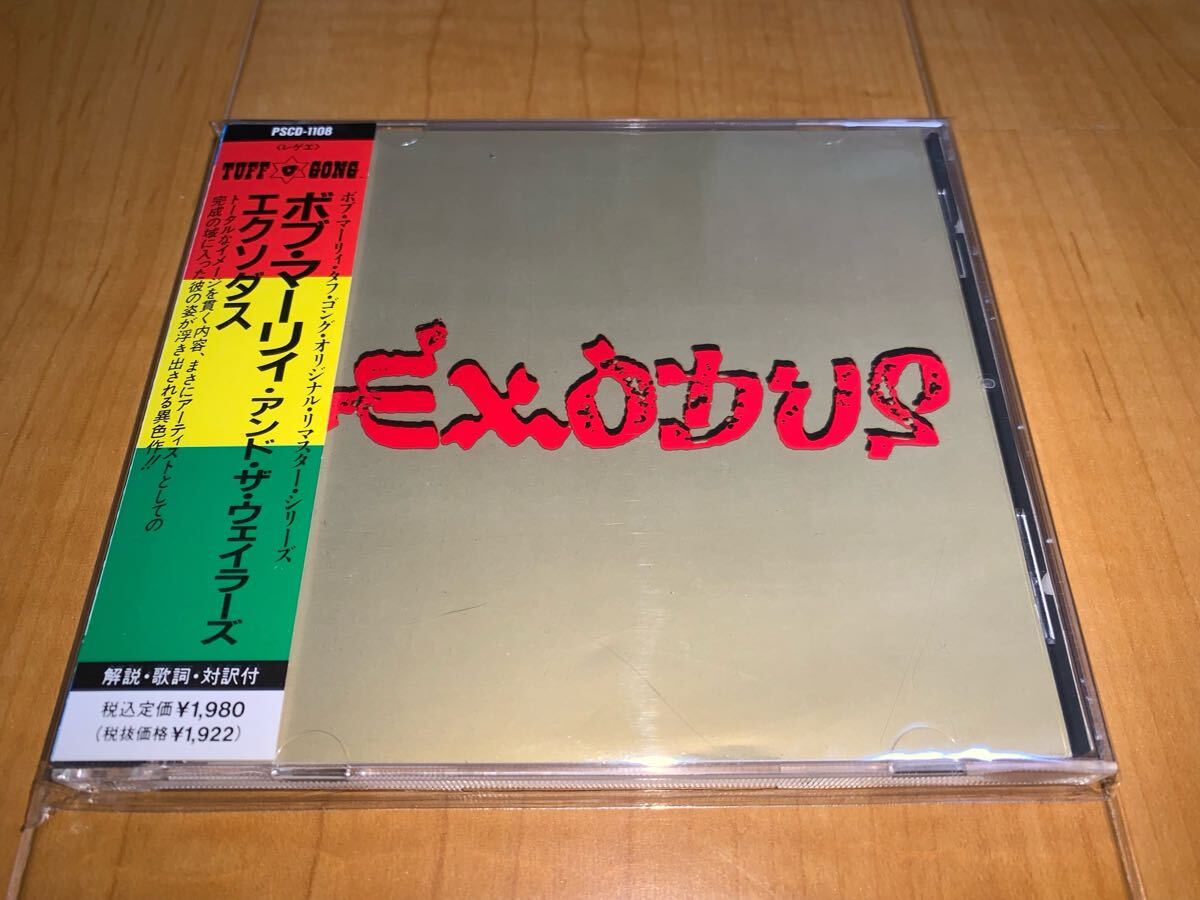 PSCD-1108
〈レゲエ〉
TUFF GONG
ボブ・マーリィ・タフ・ゴング・オリジナル・リマスター・シリーズ
ボブ・マーリィ・アンド・ザ・ウェイラーズ
エクソダス
トータルなイメージを貫く内容、まさにアーティストとしての
完成の域に入った彼の姿が浮き出される異色作!!
解説・歌詞・対訳付
税込定価¥1,980
(税抜価格¥1,922)
Exodus